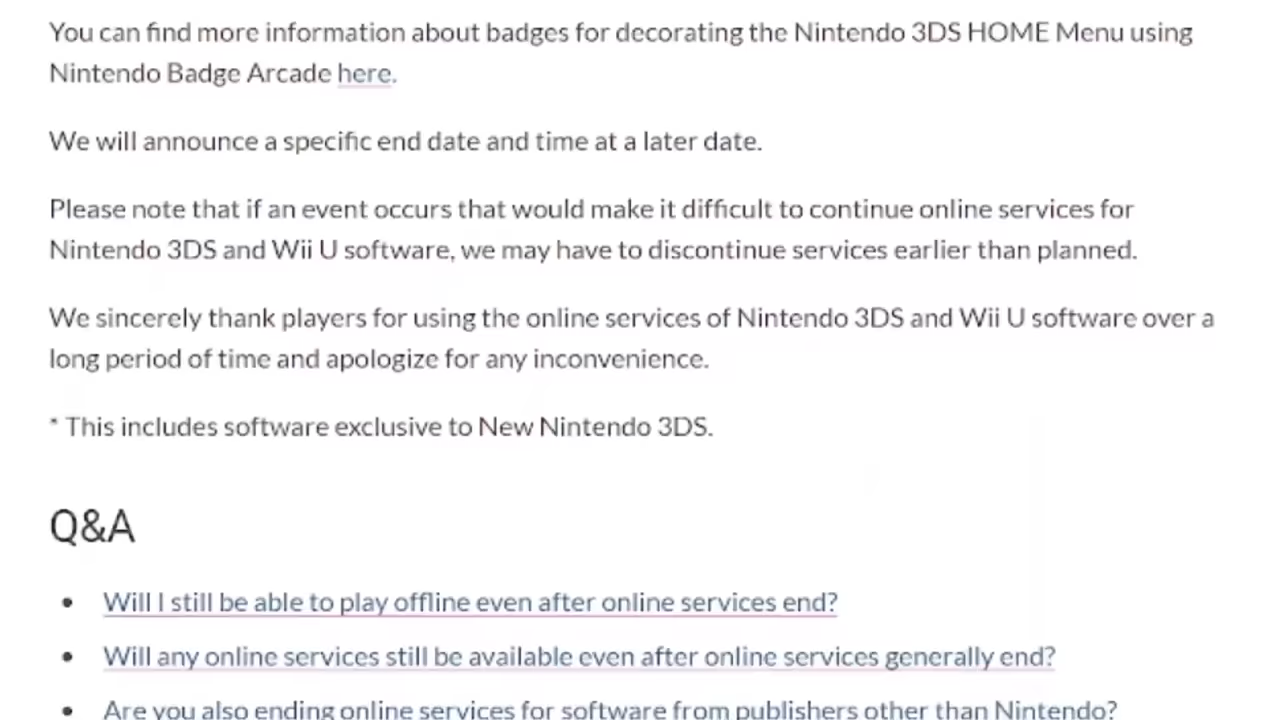 You can find more information about badges for decorating the Nintendo 3DS HOME Menu using
Nintendo Badge Arcade here.
We will announce a specific end date and time at a later date.
Please note that if an event occurs that would make it difficult to continue online services for
Nintendo 3DS and Wii U software, we may have to discontinue services earlier than planned.
We sincerely thank players for using the online services of Nintendo 3DS and Wii U software over a
long period of time and apologize for any inconvenience.
* This includes software exclusive to New Nintendo 3DS.
Q&A
• Will I still be able to play offline even after online services end?
• Will any online services still be available even after online services generally end?
• Are you also ending online services for software from publishers other than Nintendo?